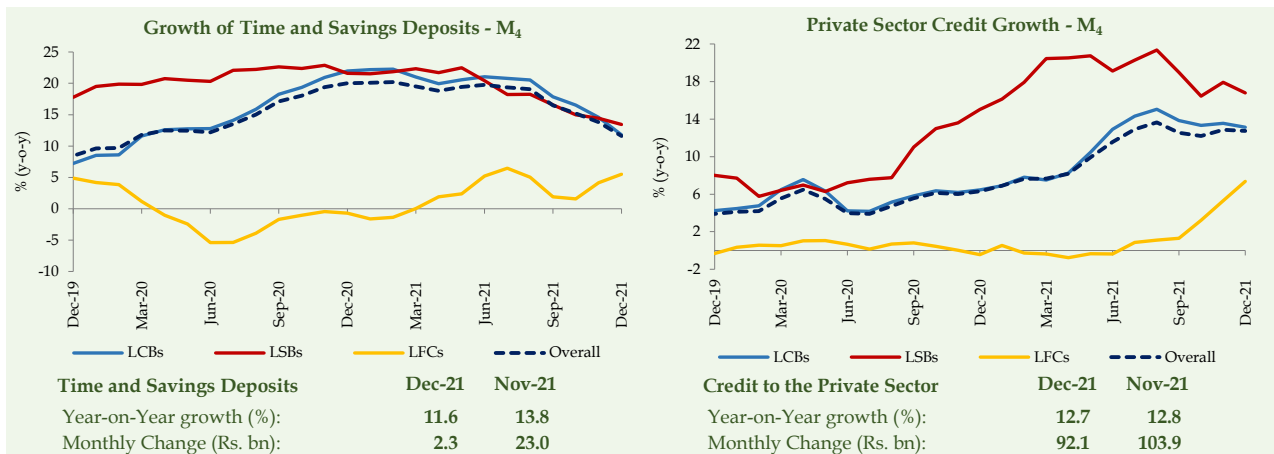 Growth of Time and Savings Deposits - M4
% (y-o-y)
25
20
15
10
5
0
-5
-10
Dec-19
Mar-20
Jun-20
Sep-20
Dec-20
Mar-21
Jun-21
Sep-21
Dec-21
LCBs LSBs LFCs Overall
Time and Savings Deposits Dec-21 Nov-21
Year-on-Year growth (%): 11.6 13.8
Monthly Change (Rs. bn): 2.3 23.0
Private Sector Credit Growth - M4
% (y-o-y)
22
18
14
10
6
2
-2
Dec-19
Mar-20
Jun-20
Sep-20
Dec-20
Mar-21
Jun-21
Sep-21
Dec-21
LCBs LSBs LFCs Overall
Credit to the Private Sector Dec-21 Nov-21
Year-on-Year growth (%): 12.7 12.8
Monthly Change (Rs. bn): 92.1 103.9